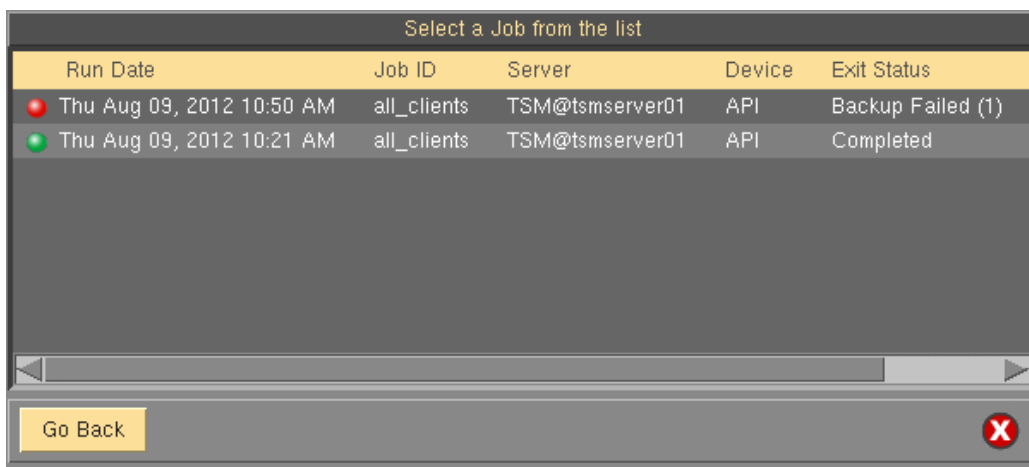 Select a Job from the list
Run Date Job ID Server Device Exit Status
Thu Aug 09, 2012 10:50 AM all_clients TSM@tsmserver01 API Backup Failed (1)
Thu Aug 09, 2012 10:21 AM all_clients TSM@tsmserver01 API Completed
Go Back